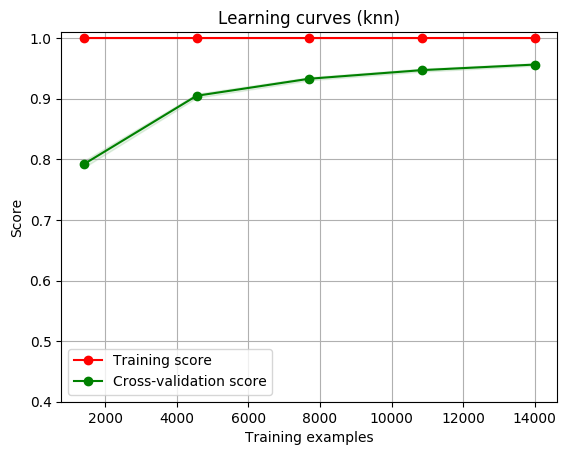 Learning curves (knn)
1.0
0.9
0.8
0.7
0.6
0.5
0.4
Score
Training score
Cross-validation score
2000 4000 6000 8000 10000 12000 14000
Training examples